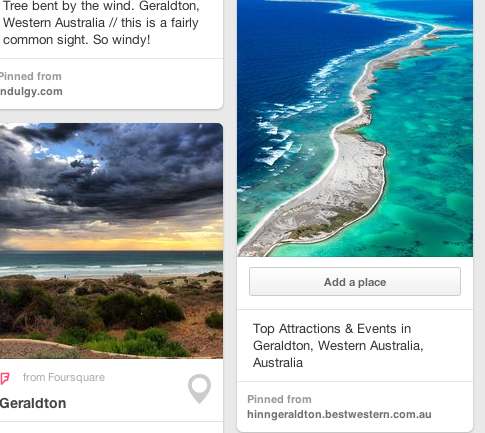 Tree bent by the wind. Geraldton,
Western Australia // this is a fairly
common sight. So windy!
Pinned from
ndulgy.com
from Foursquare
Geraldton
Add a place
Top Attractions & Events in
Geraldton, Western Australia,
Australia
Pinned from
hinngeraldton.bestwestern.com.au